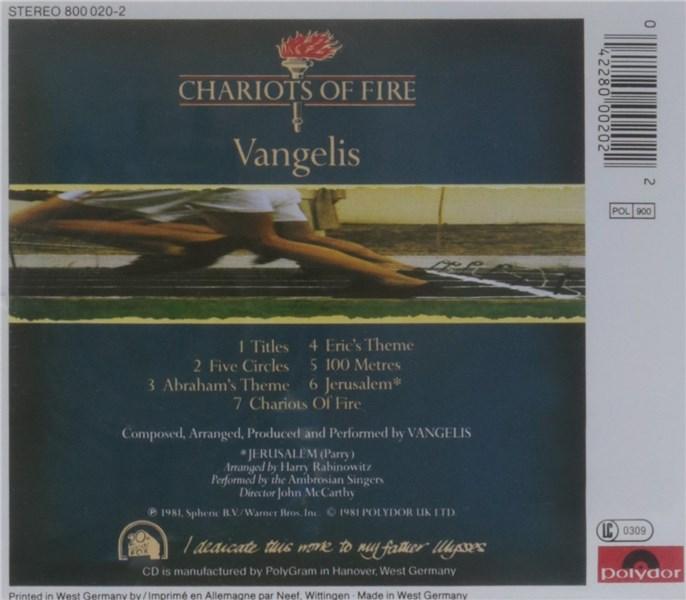 STEREO 800 020-2
CHARIOTS OF FIRE
Vangelis
1 Titles 4 Eric's Theme
2 Five Circles 5 100 Metres
3 Abraham's Theme 6 Jerusalem*
7 Chariots Of Fire
Composed, Arranged, Produced and Performed by VANGELIS
*JERUSALEM (Parry)
Arranged by Harry Rabinowitz
Performed by the Ambrosian Singers
Director John McCarthy
℗ 1981, Spheric B.V./Warner Bros. Inc. © 1981 POLYDOR UK LTD.
I dedicate this work to my father Ulysses
CD is manufactured by PolyGram in Hanover, West Germany
Printed in West Germany by / Imprimé en Allemagne par Neef, Wittingen · Made in West Germany
0 42280 00202 2
POL 900
LC 0309
polydor